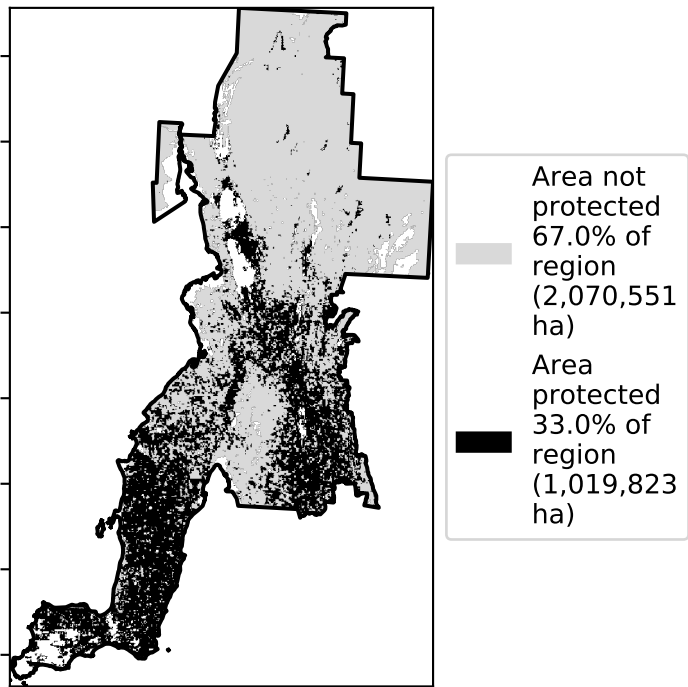 Area not
protected
67.0% of
region
(2,070,551
ha)
Area
protected
33.0% of
region
(1,019,823
ha)